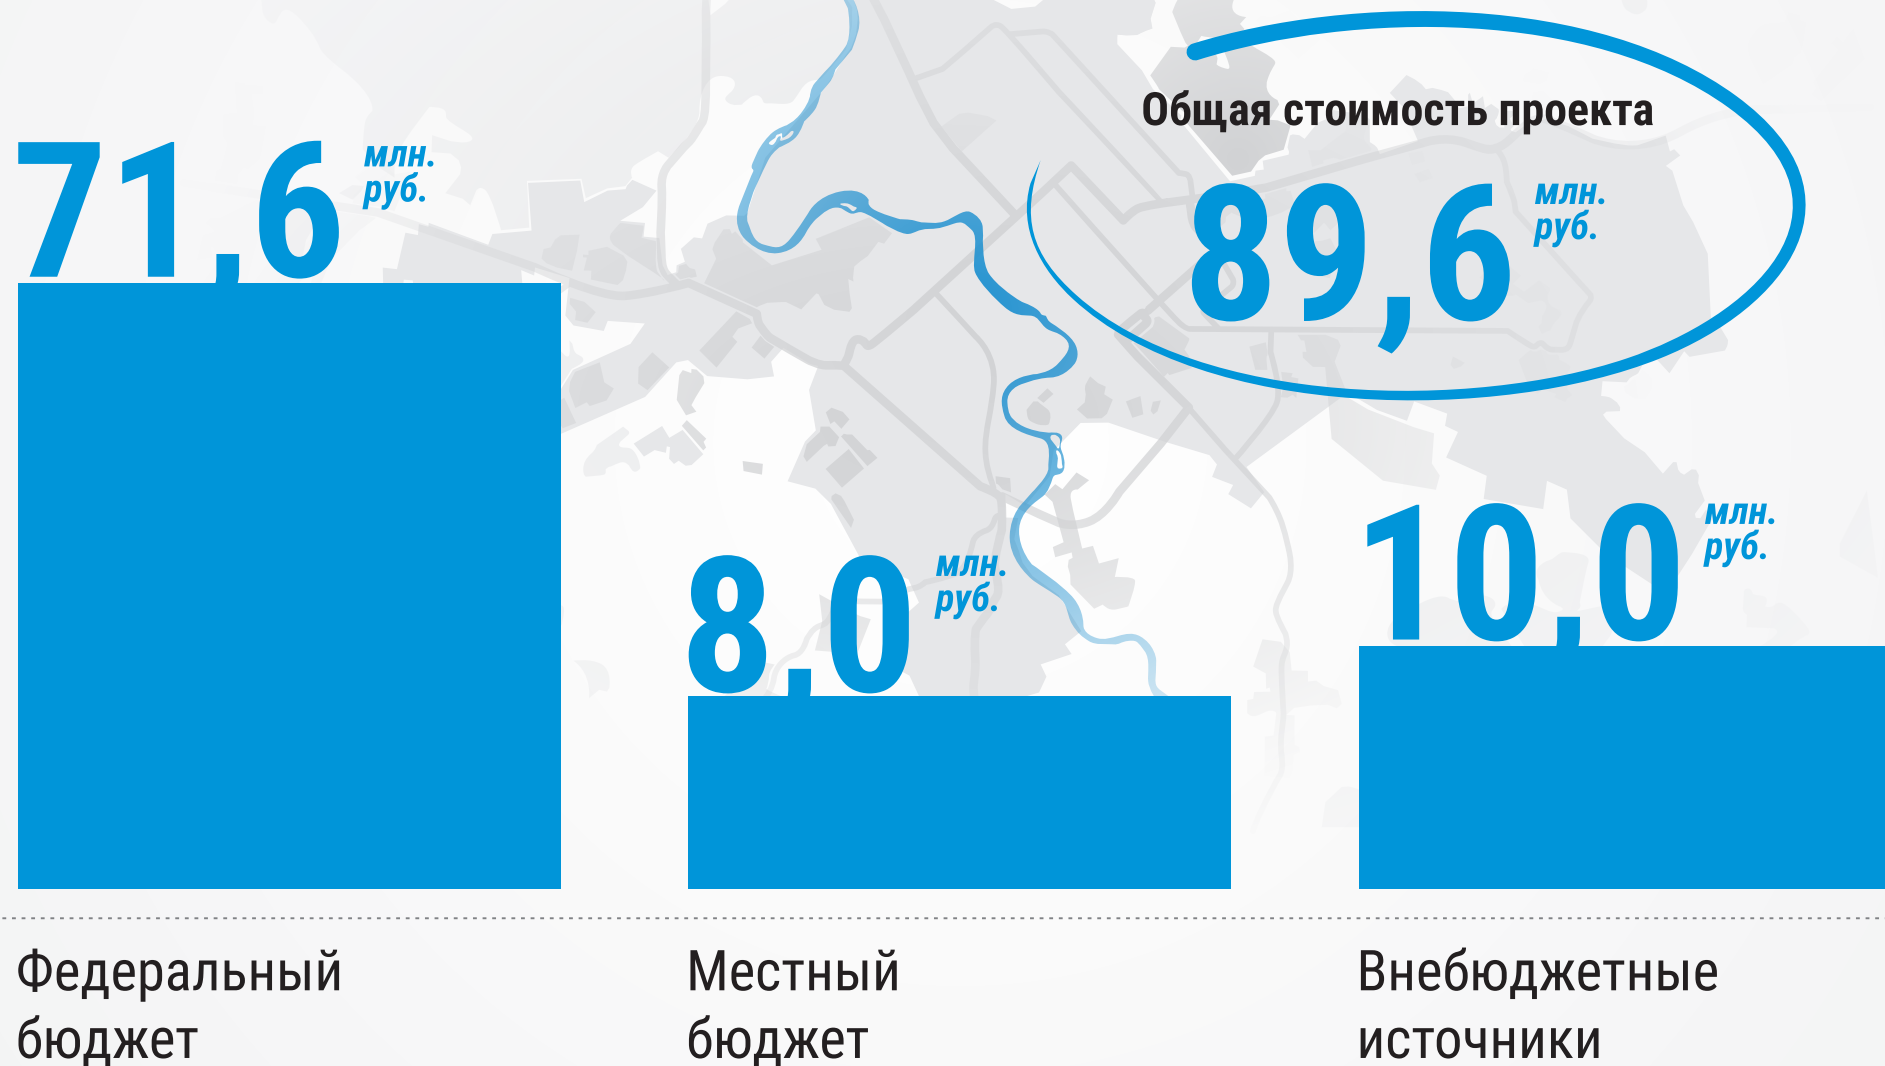 Общая стоимость проекта
89,6 млн.
руб.
71,6 млн.
руб.
8,0 млн.
руб.
10,0 млн.
руб.
Федеральный
бюджет
Местный
бюджет
Внебюджетные
источники